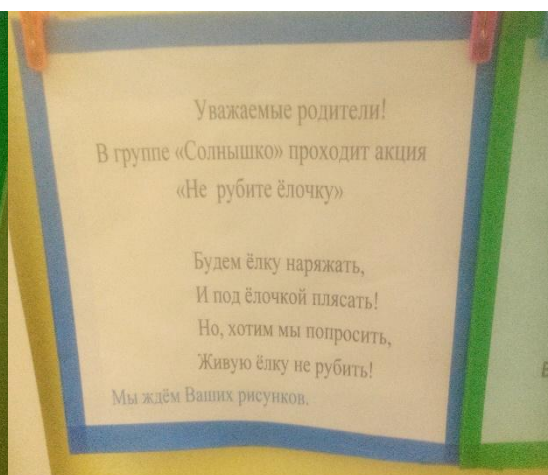 Уважаемые родители!
В группе «Солнышко» проходит акция
«Не рубите ёлочку»
Будем ёлку наряжать,
И под ёлочкой плясать!
Но, хотим мы попросить,
Живую ёлку не рубить!
Мы ждём Ваших рисунков.